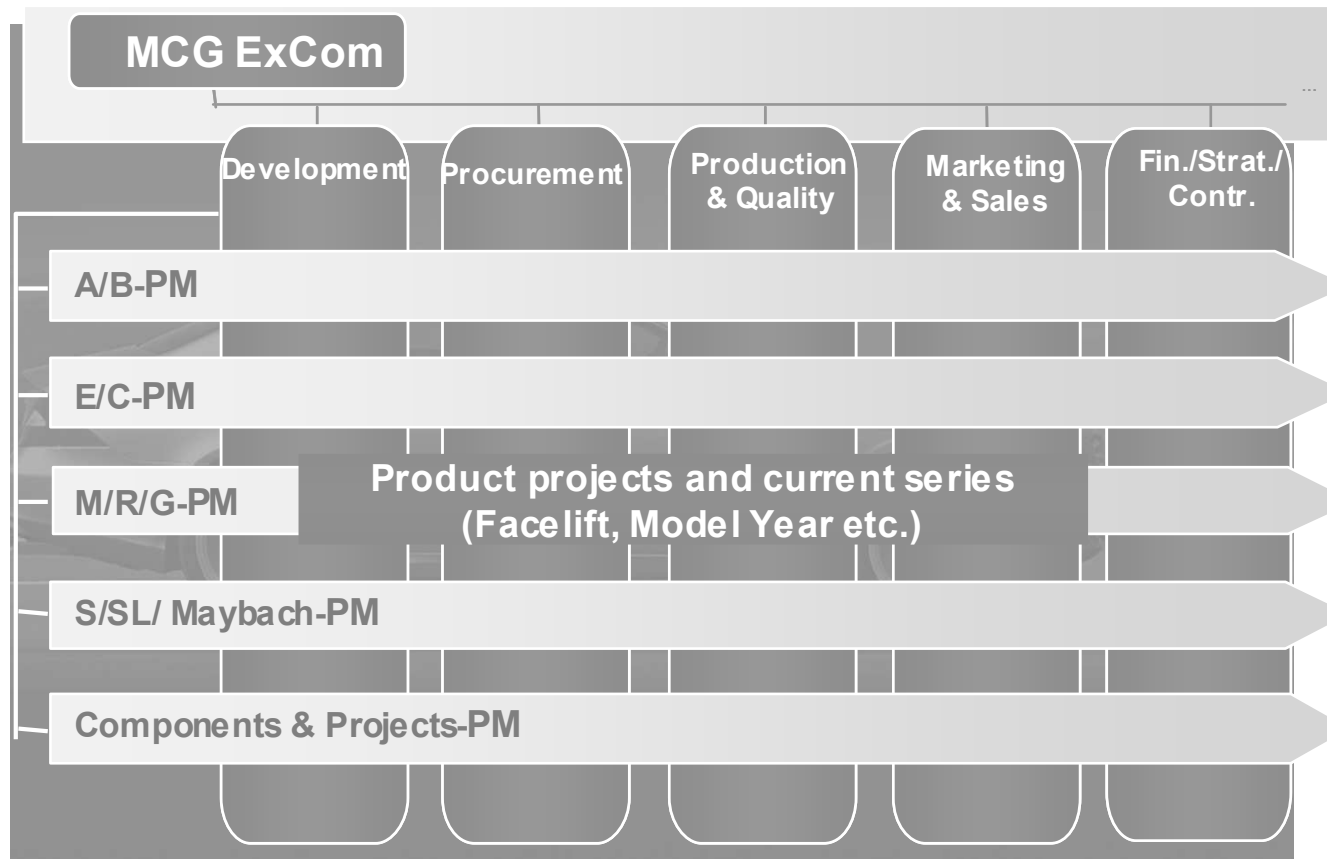 MCG ExCom
...
Development
Procurement
Production
& Quality
Marketing
& Sales
Fin./Strat./
Contr.
A/B-PM
E/C-PM
M/R/G-PM
Product projects and current series
(Facelift, Model Year etc.)
S/SL/ Maybach-PM
Components & Projects-PM